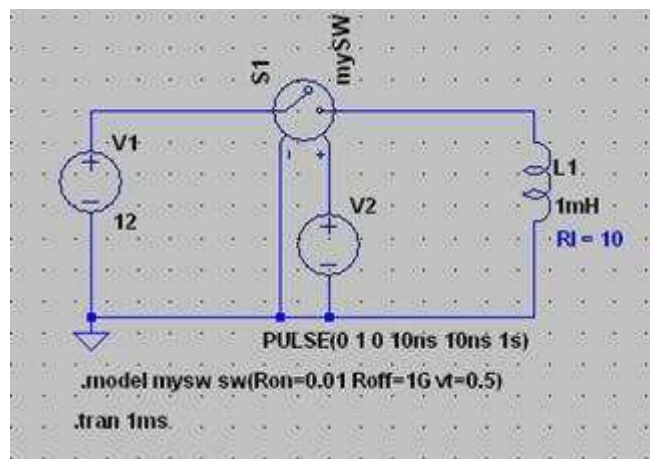 S1
mySW
V1
12
V2
L1
1mH
Rl = 10
PULSE(0 1 0 10ns 10ns 1s)
.model mysw sw(Ron=0.01 Roff=1G vt=0.5)
.tran 1ms